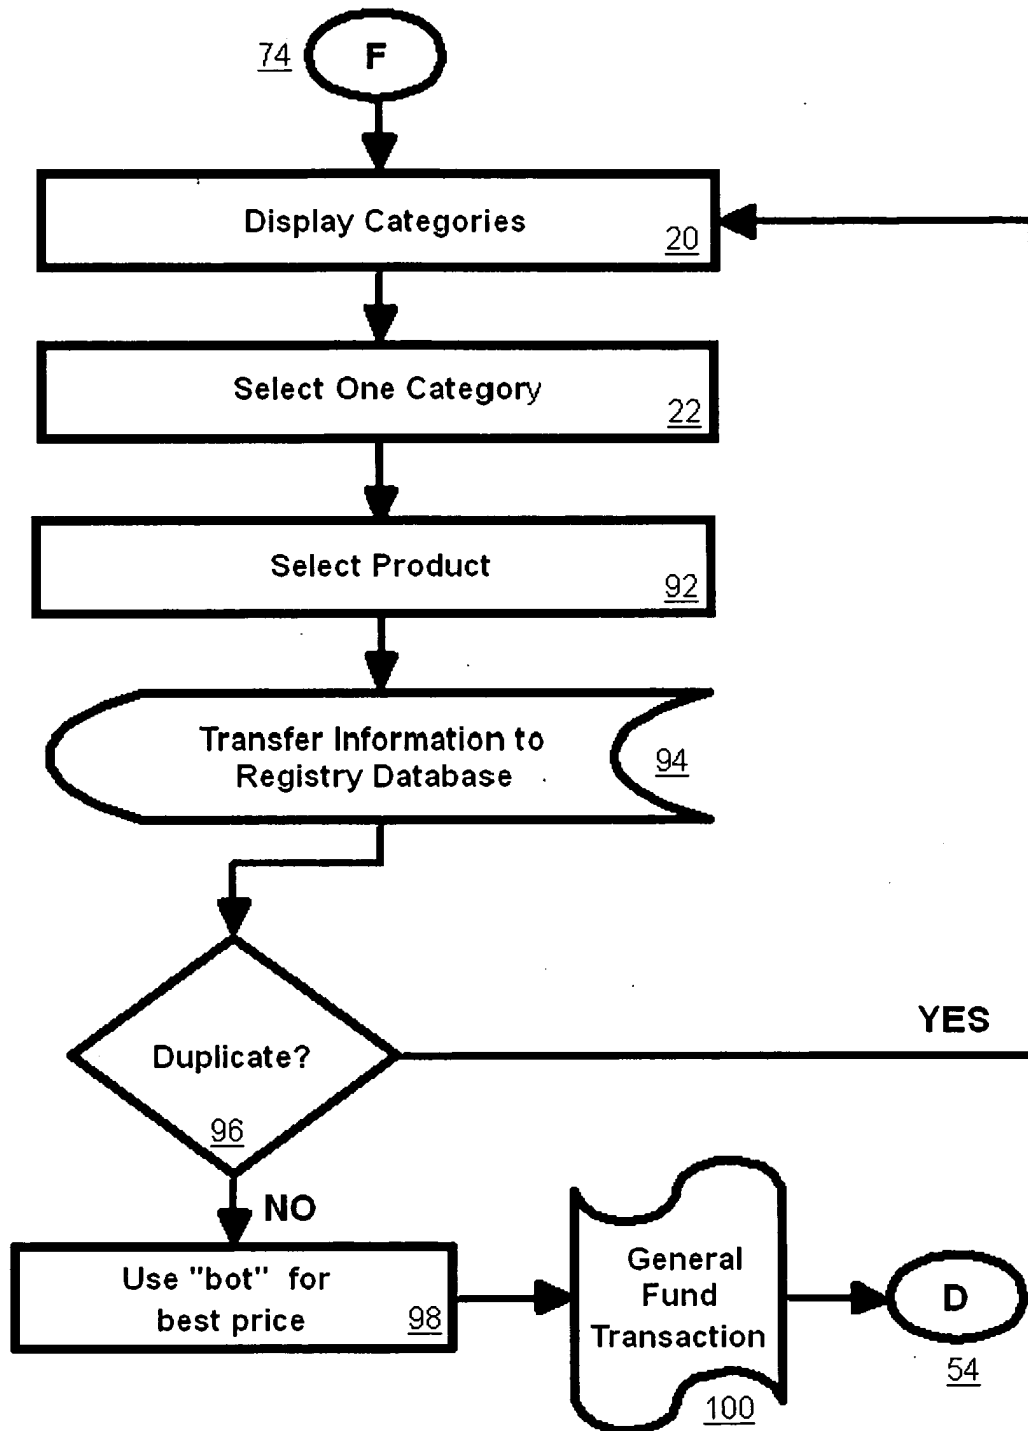 74
F
Display Categories
20
Select One Category
22
Select Product
92
Transfer Information to
Registry Database
94
Duplicate?
96
YES
NO
Use "bot" for
best price
98
General
Fund
Transaction
100
D
54